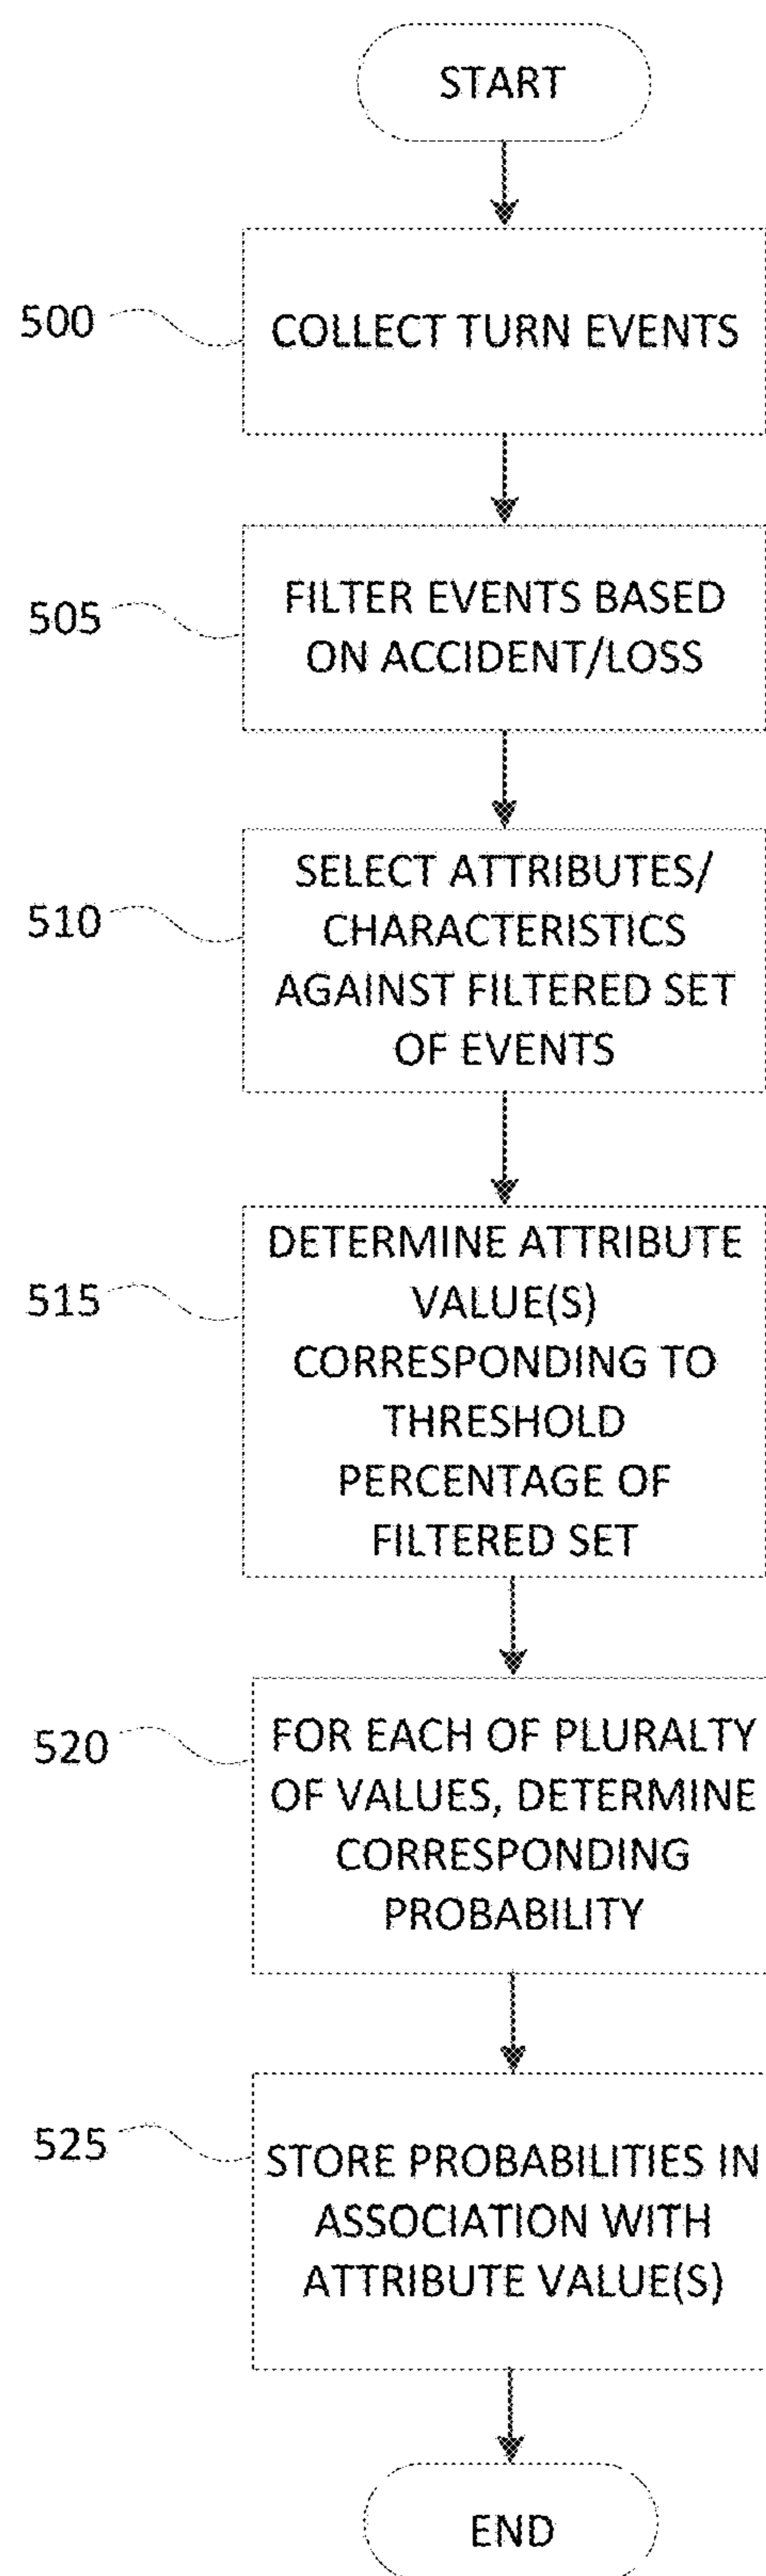 START
500
COLLECT TURN EVENTS
505
FILTER EVENTS BASED
ON ACCIDENT/LOSS
510
SELECT ATTRIBUTES/
CHARACTERISTICS
AGAINST FILTERED SET
OF EVENTS
515
DETERMINE ATTRIBUTE
VALUE(S)
CORRESPONDING TO
THRESHOLD
PERCENTAGE OF
FILTERED SET
520
FOR EACH OF PLURALTY
OF VALUES, DETERMINE
CORRESPONDING
PROBABILITY
525
STORE PROBABILITIES IN
ASSOCIATION WITH
ATTRIBUTE VALUE(S)
END